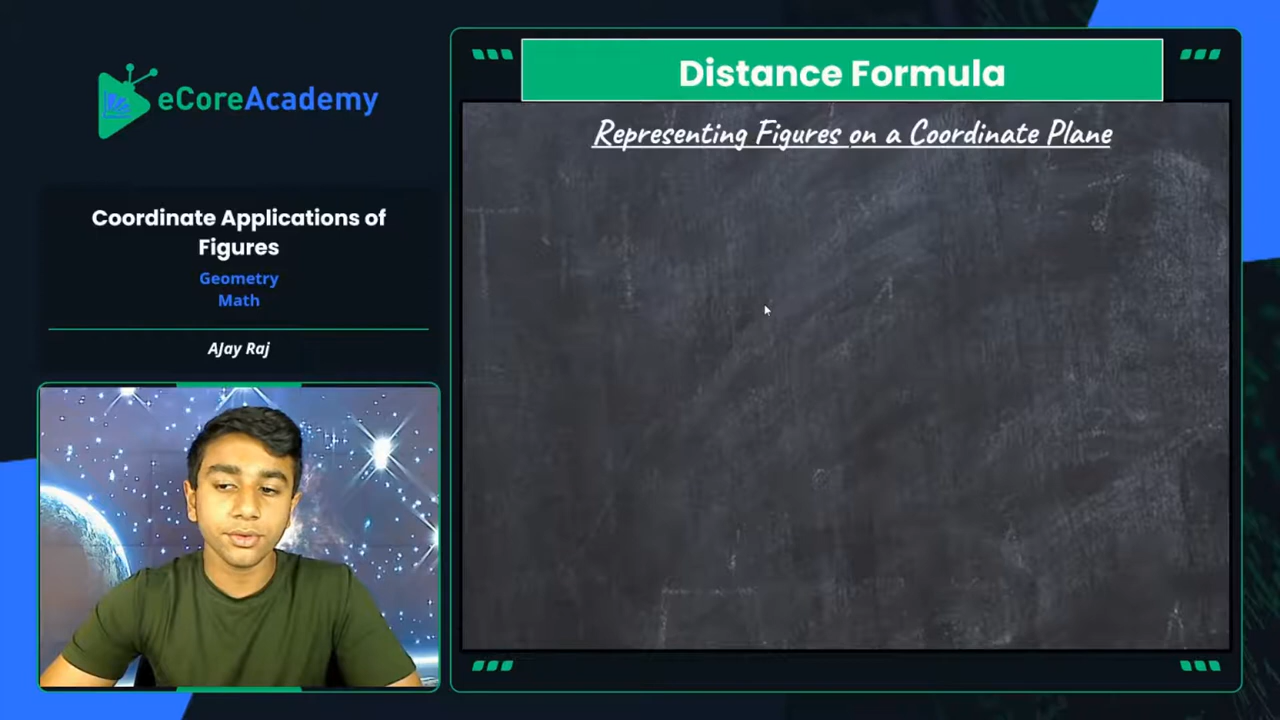 eCoreAcademy
Coordinate Applications of
Figures
Geometry
Math
AJay Raj
Distance Formula
Representing Figures on a Coordinate Plane